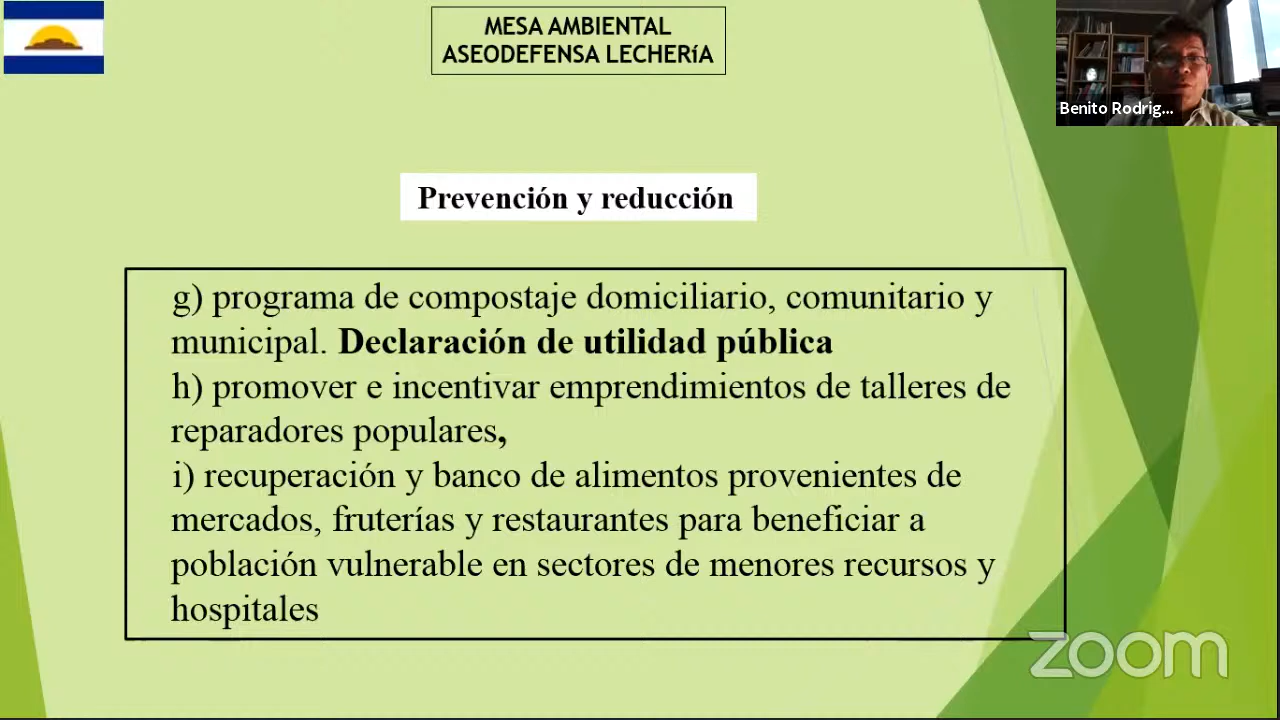 MESA AMBIENTAL
ASEODEFENSA LECHERíA
Benito Rodrig...
Prevención y reducción
g) programa de compostaje domiciliario, comunitario y
municipal. Declaración de utilidad pública
h) promover e incentivar emprendimientos de talleres de
reparadores populares,
i) recuperación y banco de alimentos provenientes de
mercados, fruterías y restaurantes para beneficiar a
población vulnerable en sectores de menores recursos y
hospitales
zoom